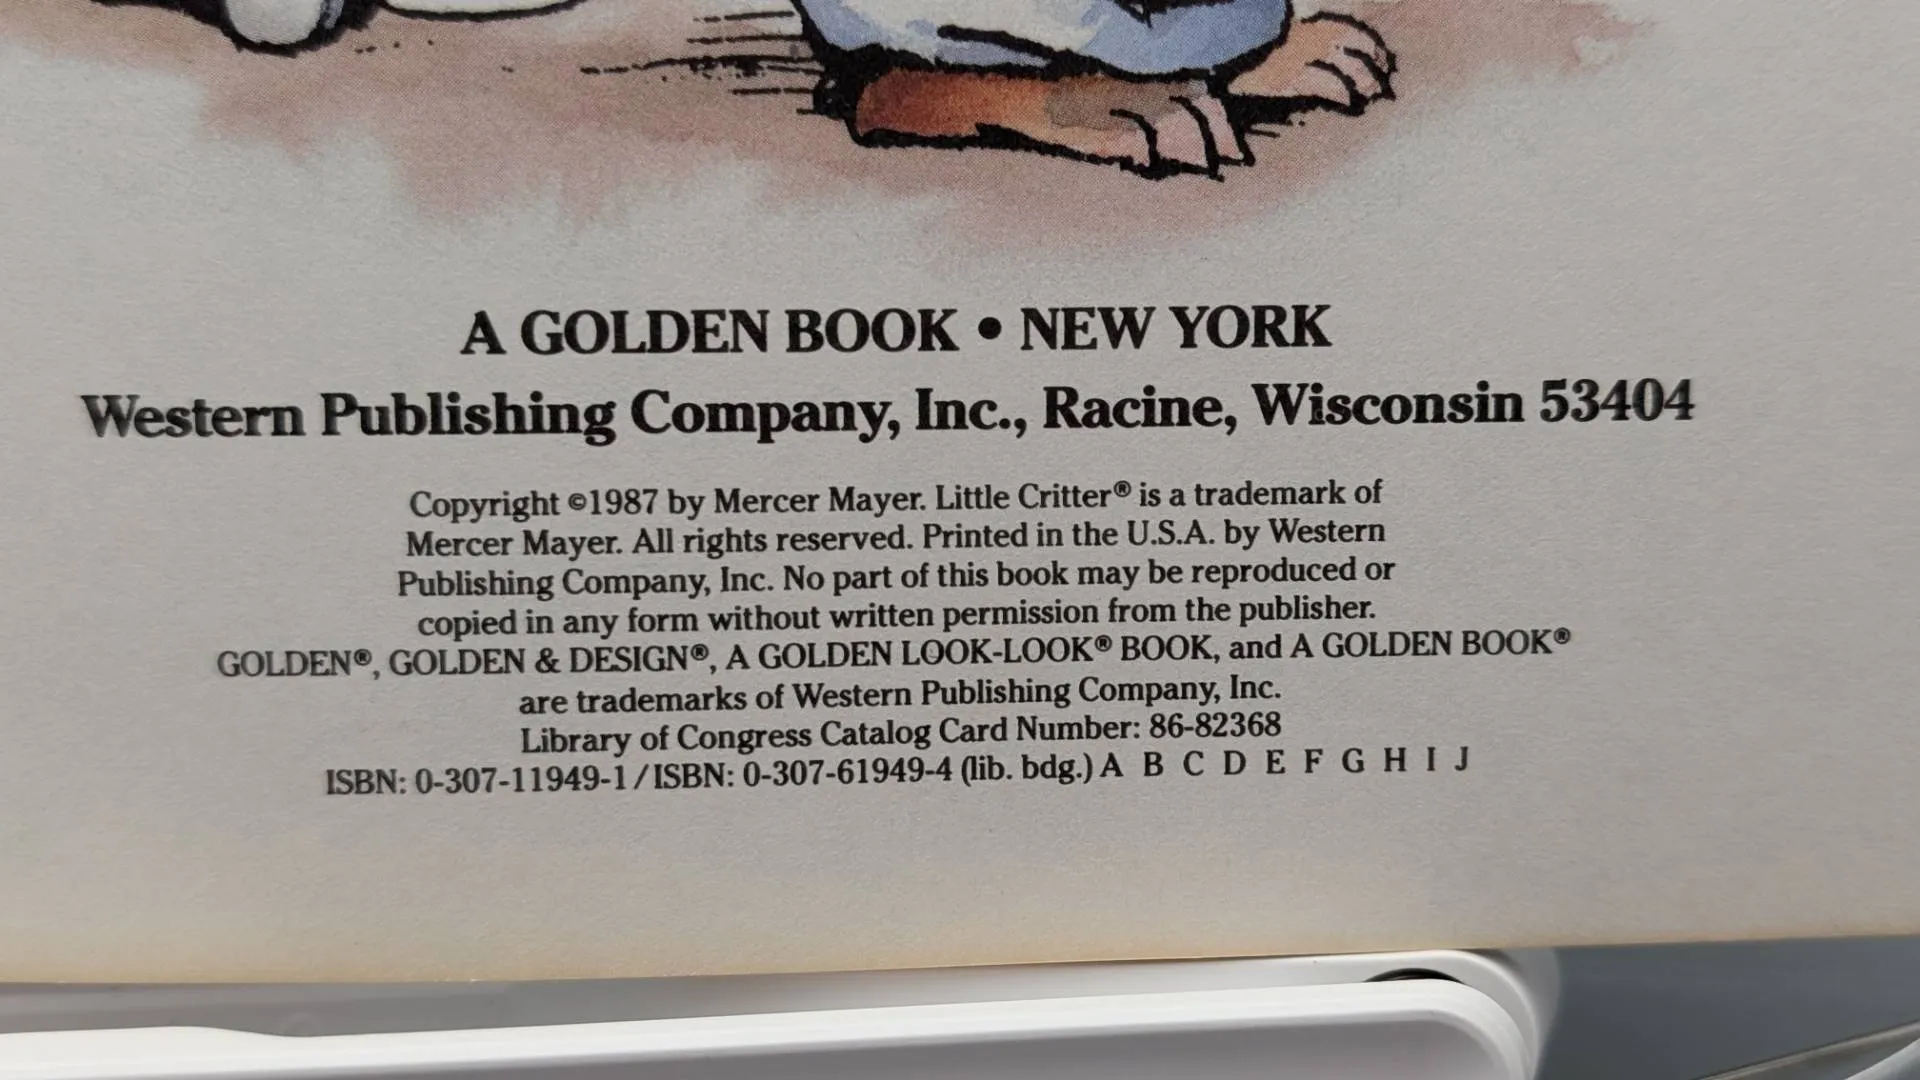 A GOLDEN BOOK • NEW YORK
Western Publishing Company, Inc., Racine, Wisconsin 53404
Copyright ©1987 by Mercer Mayer. Little Critter® is a trademark of
Mercer Mayer. All rights reserved. Printed in the U.S.A. by Western
Publishing Company, Inc. No part of this book may be reproduced or
copied in any form without written permission from the publisher.
GOLDEN®, GOLDEN & DESIGN®, A GOLDEN LOOK-LOOK® BOOK, and A GOLDEN BOOK®
are trademarks of Western Publishing Company, Inc.
Library of Congress Catalog Card Number: 86-82368
ISBN: 0-307-11949-1/ISBN: 0-307-61949-4 (lib. bdg.) A B C D E F G H I J